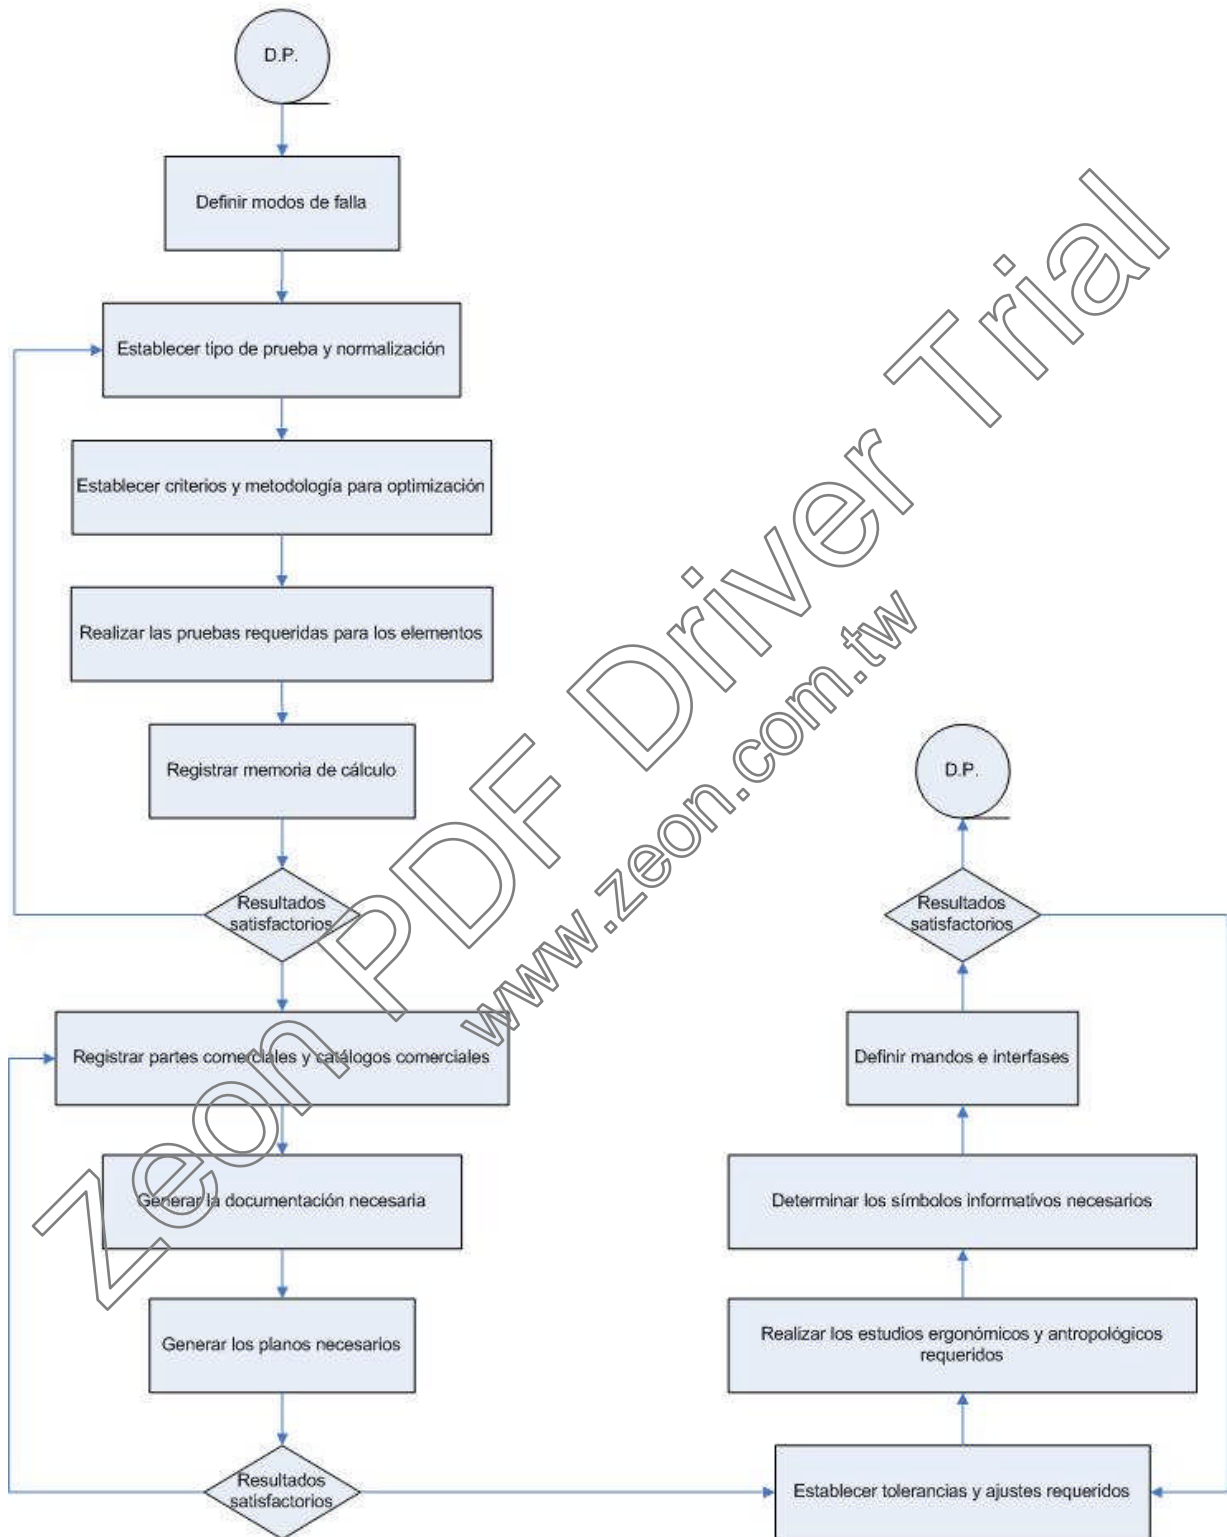 D.P.
Definir modos de falla
Establecer tipo de prueba y normalización
Establecer criterios y metodología para optimización
Realizar las pruebas requeridas para los elementos
Registrar memoria de cálculo
Resultados
satisfactorios
Registrar partes comerciales y catálogos comerciales
Generar la documentación necesaria
Generar los planos necesarios
Resultados
satisfactorios
Establecer tolerancias y ajustes requeridos
Realizar los estudios ergonómicos y antropológicos
requeridos
Determinar los símbolos informativos necesarios
Definir mandos e interfases
Resultados
satisfactorios
D.P.
Zeon PDF Driver Trial
www.zeon.com.tw